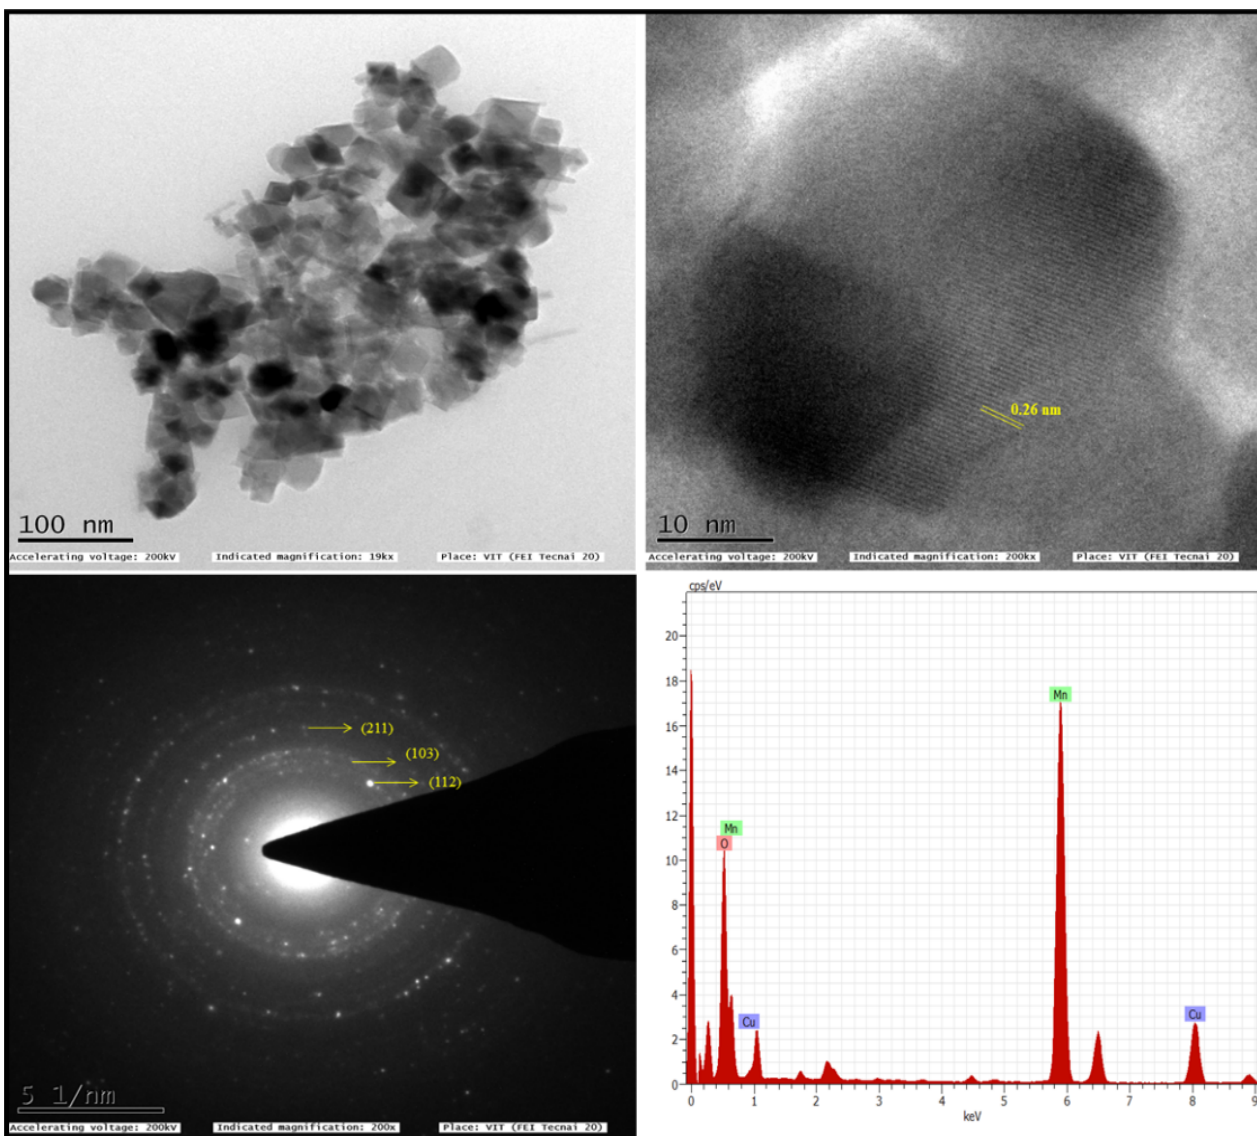 100 nm
Accelerating voltage: 200kV Indicated magnification: 19kx Place: VIT (FEI Tecnai 20)
0.26 nm
10 nm
Accelerating voltage: 200kV Indicated magnification: 200kx Place: VIT (FEI Tecnai 20)
(211)
(103)
(112)
5 1/nm
Accelerating voltage: 200kV Indicated magnification: 200x Place: VIT (FEI Tecnai 20)
cps/eV
20
18
16
14
12
10
8
6
4
2
0
Mn
Mn
O
Cu
Cu
0 1 2 3 4 5 6 7 8 9
keV